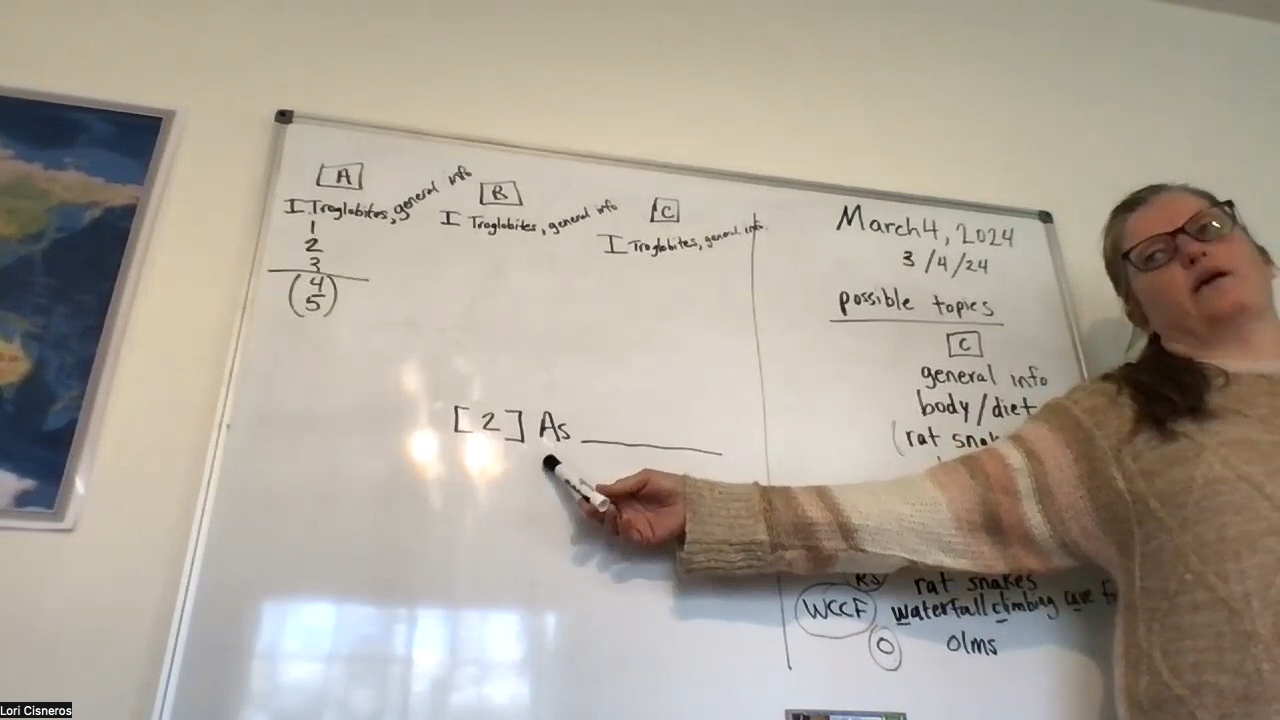 A
I Troglobites, general info
1
2
3
(4
5)
B
I Troglobites, general info
C
I Troglobites, general info
[2] As
March 4, 2024
3/4/24
possible topics
C
general info
body/diet
(rat
RS rat snakes
WCCF waterfall climbing cave
O Olms
Lori Cisneros